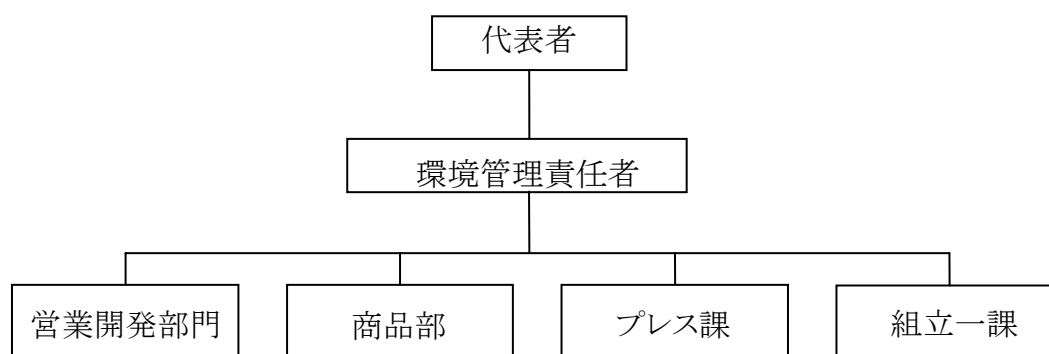 代表者
環境管理責任者
営業開発部門
商品部
プレス課
組立一課